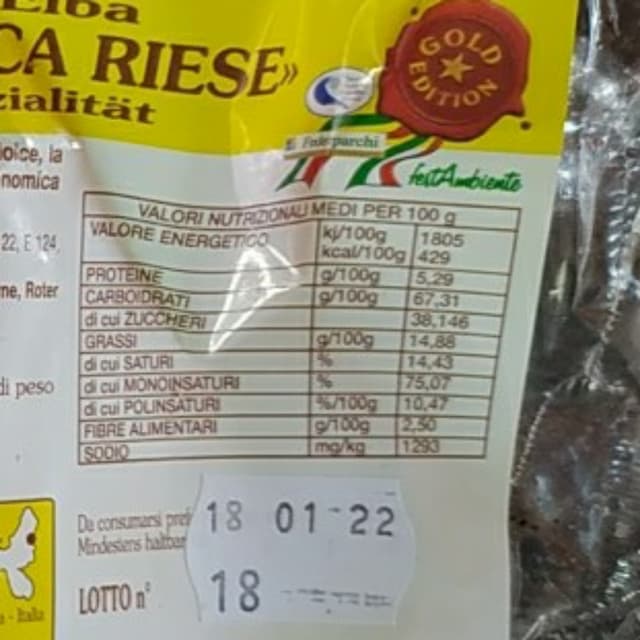 Elba
CA RIESE»
zialität
GOLD
EDITION
Federparchi
festAmbiente
dolce, la
nomica
22, E 124,
ne, Roter
di peso
VALORI NUTRIZIONALI MEDI PER 100 g
VALORE ENERGETICO kj/100g 1805
kcal/100g 429
PROTEINE g/100g 5,29
CARBOIDRATI g/100g 67,31
di cui ZUCCHERI 38,146
GRASSI g/100g 14,88
di cui SATURI % 14,43
di cui MONOINSATURI % 75,07
di cui POLINSATURI %/100g 10,47
FIBRE ALIMENTARI g/100g 2,50
SODIO mg/kg 1293
Da consumarsi pref 18 01-22
Mindestens haltbar
LOTTO n° 18
- Italia